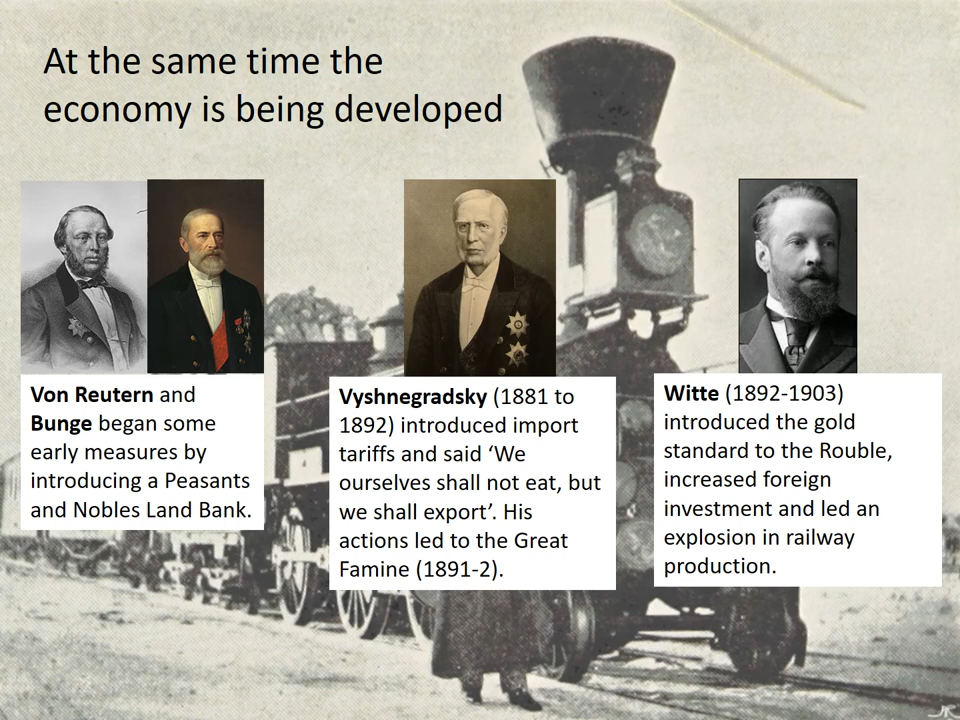 At the same time the
economy is being developed
Von Reutern and
Bunge began some
early measures by
introducing a Peasants
and Nobles Land Bank.
Vyshnegradsky (1881 to
1892) introduced import
tariffs and said ‘We
ourselves shall not eat, but
we shall export’. His
actions led to the Great
Famine (1891-2).
Witte (1892-1903)
introduced the gold
standard to the Rouble,
increased foreign
investment and led an
explosion in railway
production.